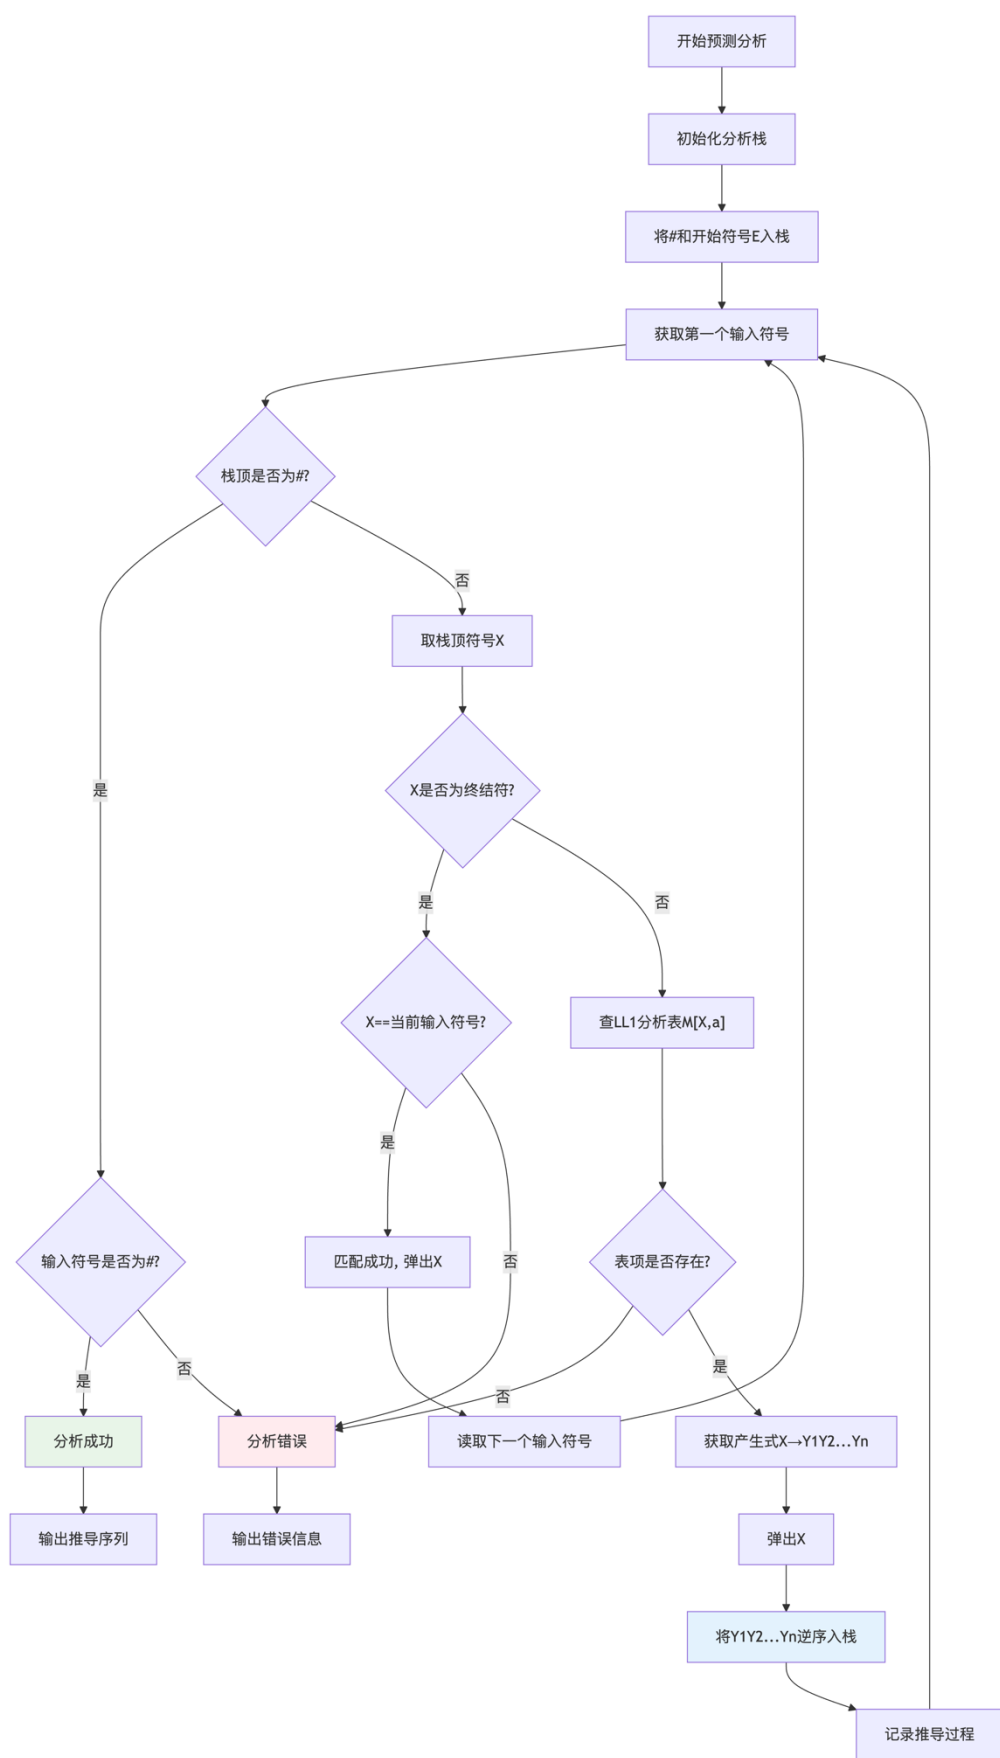 开始预测分析
初始化分析栈
将#和开始符号E入栈
获取第一个输入符号
栈顶是否为#?
否
取栈顶符号X
是
X是否为终结符?
是
否
X==当前输入符号?
查LL1分析表M[X,a]
是
输入符号是否为#?
匹配成功, 弹出X
否
表项是否存在?
是
否
否
是
分析成功
分析错误
读取下一个输入符号
获取产生式X→Y1Y2...Yn
输出推导序列
输出错误信息
弹出X
将Y1Y2...Yn逆序入栈
记录推导过程